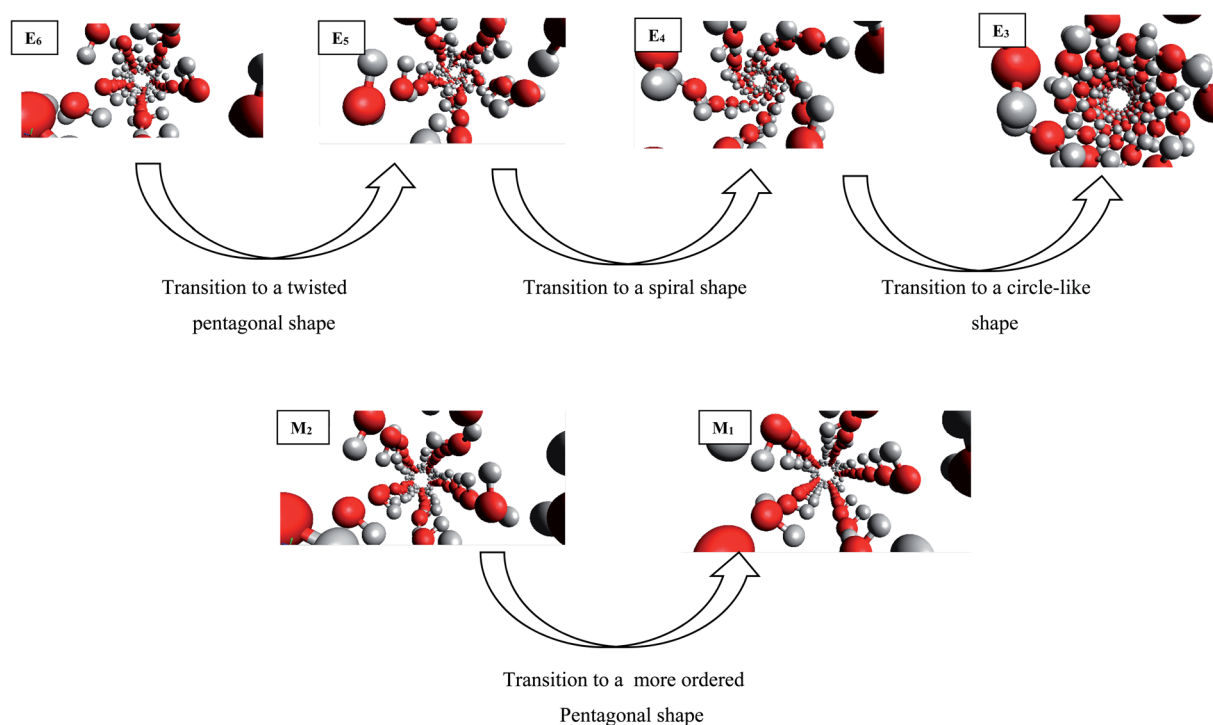 E₆
E₅
E₄
E₃
Transition to a twisted
pentagonal shape
Transition to a spiral shape
Transition to a circle-like
shape
M₂
M₁
Transition to a more ordered
Pentagonal shape